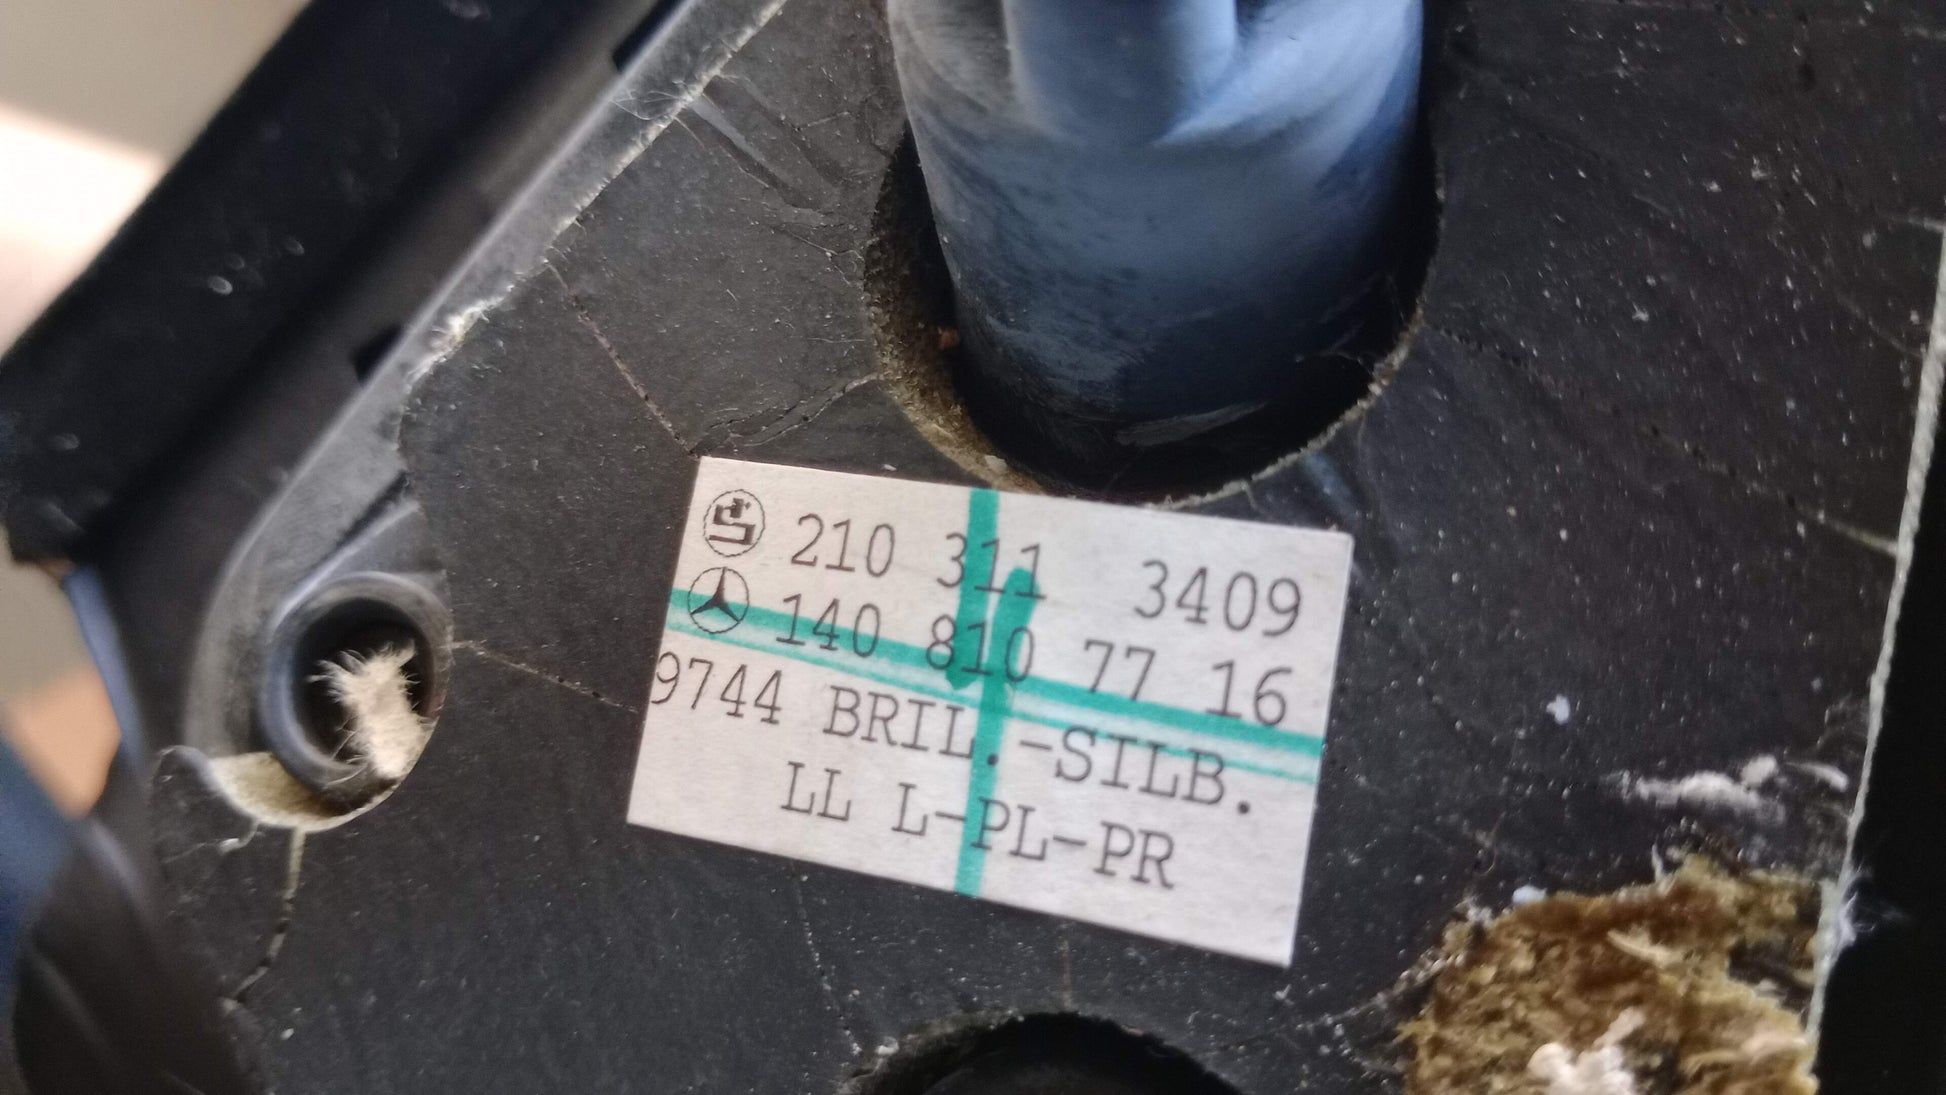 210 311 3409
140 810 77 16
9744 BRIL.-SILB.
LL L-PL-PR